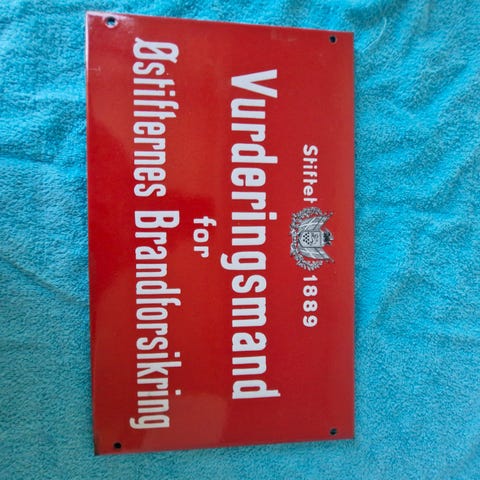 Stiftet 1889
Vurderingsmand
for
Østifternes Brandforsikring